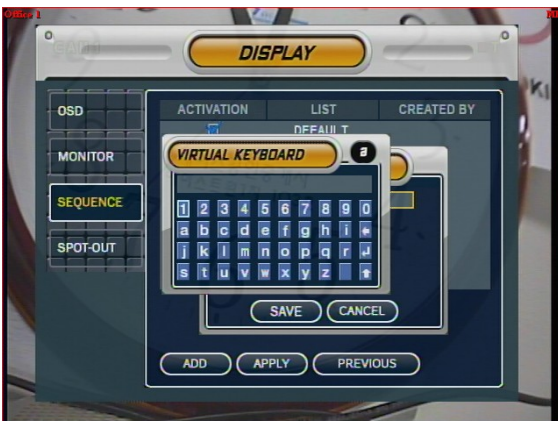 Office 1
DISPLAY
OSD
MONITOR
SEQUENCE
SPOT-OUT
ACTIVATION LIST CREATED BY
DEFAULT
VIRTUAL KEYBOARD a
1 2 3 4 5 6 7 8 9 0
a b c d e f g h i
j k l m n o p q r
s t u v w x y z
SAVE CANCEL
ADD APPLY PREVIOUS